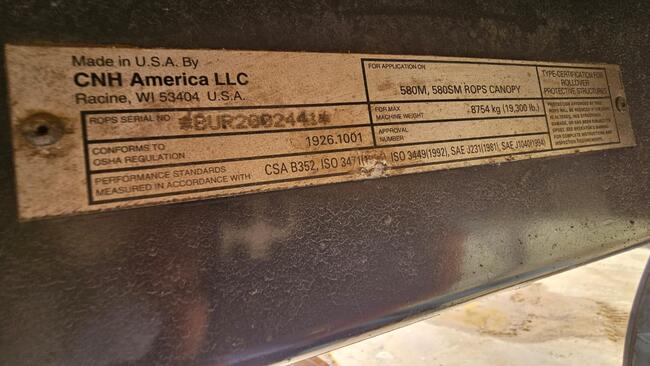 Made in U.S.A. By
CNH America LLC
Racine, WI 53404 U.S.A.
ROPS SERIAL NO
CONFORMS TO
OSHA REGULATION
1926.1001
PERFORMANCE STANDARDS
MEASURED IN ACCORDANCE WITH
CSA B352, ISO 3471(, ISO 3449(1992), SAE J231(1981), SAE J1040(1994)
FOR APPLICATION ON
580M, 580SM ROPS CANOPY
FOR MAX
MACHINE WEIGHT
8754 kg (19,300 lb.)
APPROVAL
NUMBER
TYPE-CERTIFICATION FOR
ROLLOVER
PROTECTIVE STRUCTURES